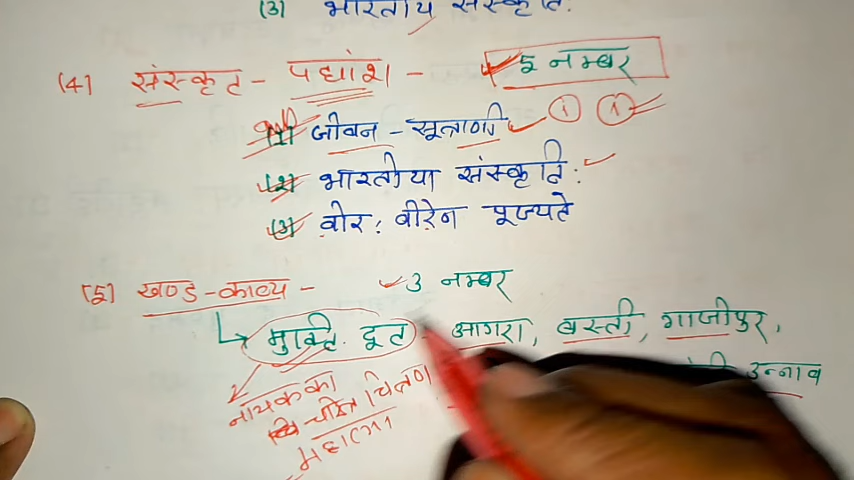 (3) भारतीय संस्कृति:
(4) संस्कृत - पद्यांश - 5 नम्बर
(1) जीवन - सूत्राणी ① ①
(2) भारतीया संस्कृति:
(3) वीर: वीरेण पूज्यते
(5) खण्ड-काव्य - 3 नम्बर
मुक्ति दूत - आगरा, बस्ती, गाजीपुर,
उन्नाव
नायक का
चरित्र चित्रण
महात्मा